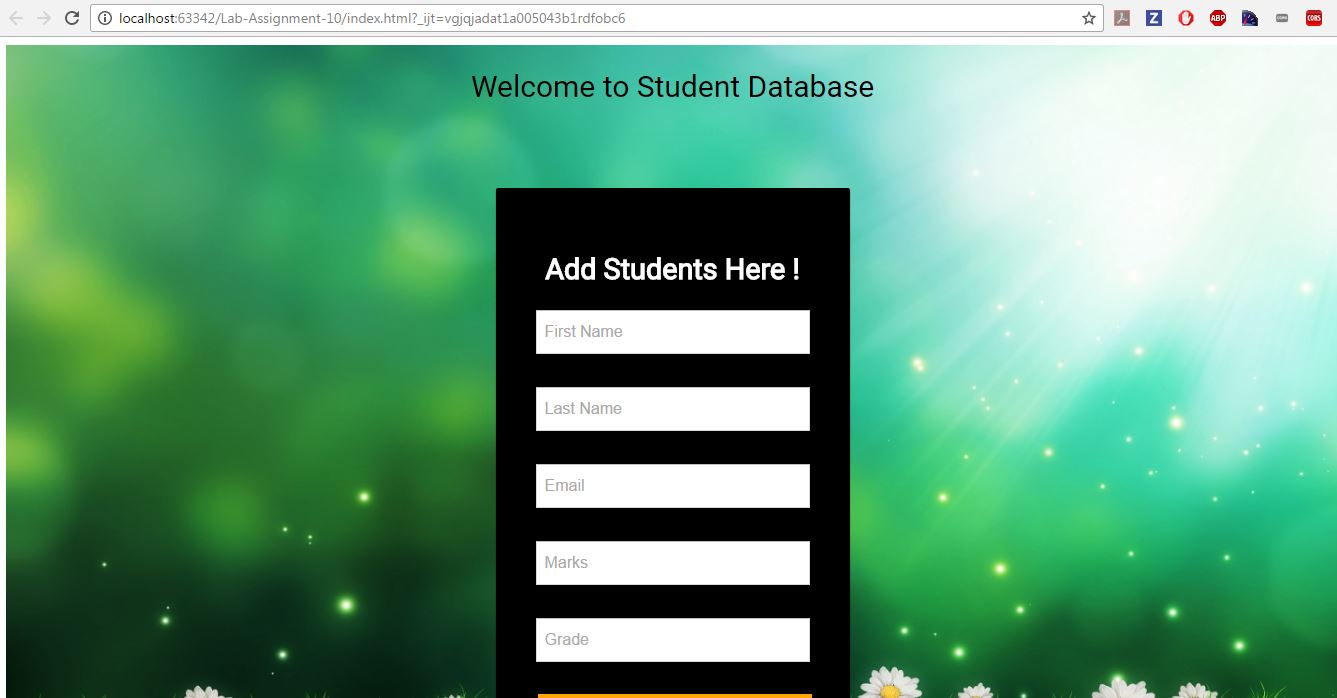 localhost:63342/Lab-Assignment-10/index.html?_ijt=vgjqjadat1a005043b1rdfobc6
Z
ABP
CORS
Welcome to Student Database
Add Students Here !
First Name
Last Name
Email
Marks
Grade